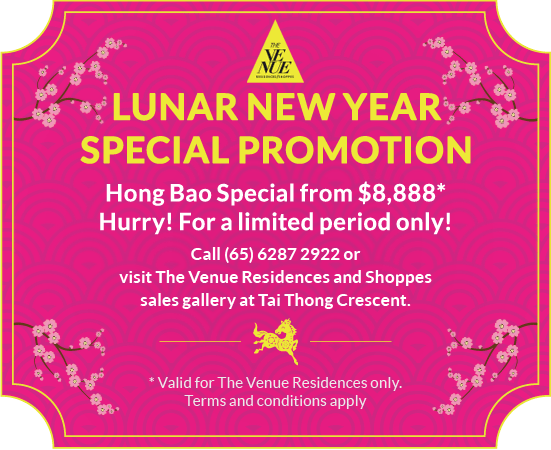 THE
VE
NUE
LUNAR NEW YEAR
SPECIAL PROMOTION
Hong Bao Special from $8,888*
Hurry! For a limited period only!
Call (65) 6287 2922 or
visit The Venue Residences and Shoppes
sales gallery at Tai Thong Crescent.
* Valid for The Venue Residences only.
Terms and conditions apply